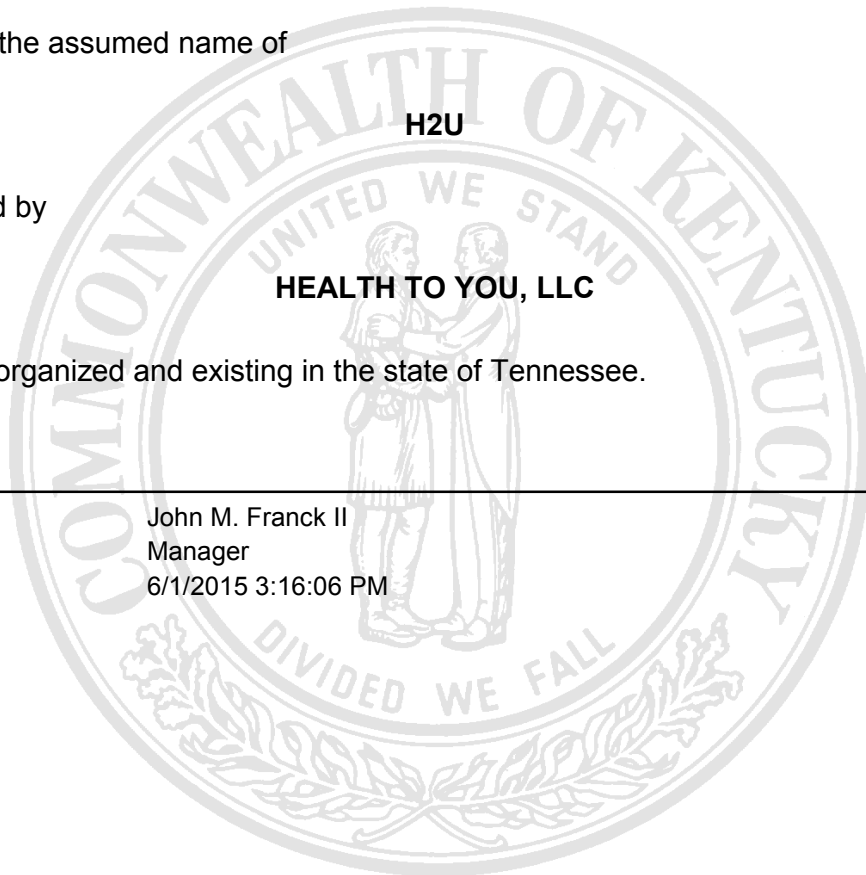 the assumed name of
H2U
d by
HEALTH TO YOU, LLC
organized and existing in the state of Tennessee.
John M. Franck II
Manager
6/1/2015 3:16:06 PM
COMMONWEALTH OF KENTUCKY
UNITED WE STAND
DIVIDED WE FALL